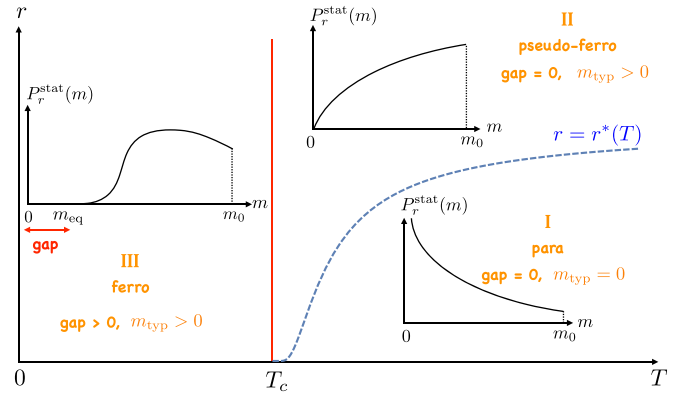 r
P_r^stat(m)
II
pseudo-ferro
gap = 0, m_typ > 0
0
m_0
m
r = r*(T)
P_r^stat(m)
0
m_eq
m_0
m
gap
III
ferro
gap > 0, m_typ > 0
P_r^stat(m)
I
para
gap = 0, m_typ = 0
0
m_0
m
0
T_c
T